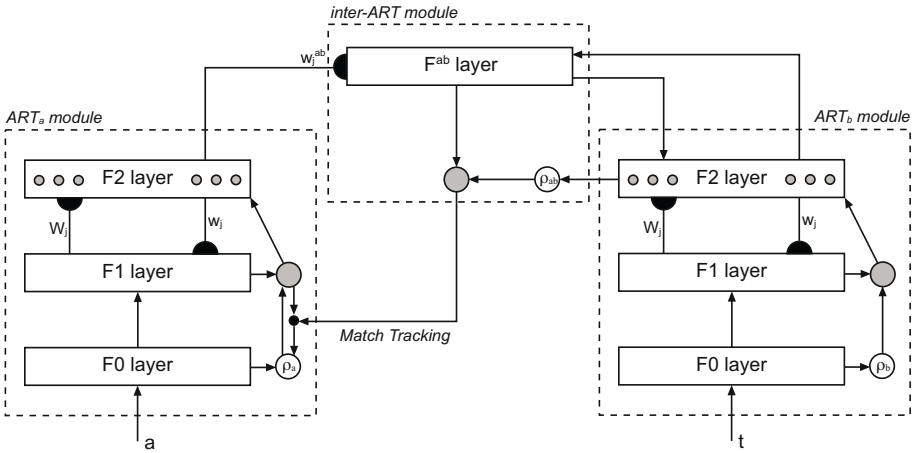 inter-ART module
w_j^ab
F^ab layer
ART_a module
ART_b module
F2 layer
ρ_ab
F2 layer
W_j
w_j
W_j
w_j
F1 layer
F1 layer
Match Tracking
F0 layer
ρ_a
F0 layer
ρ_b
a
t